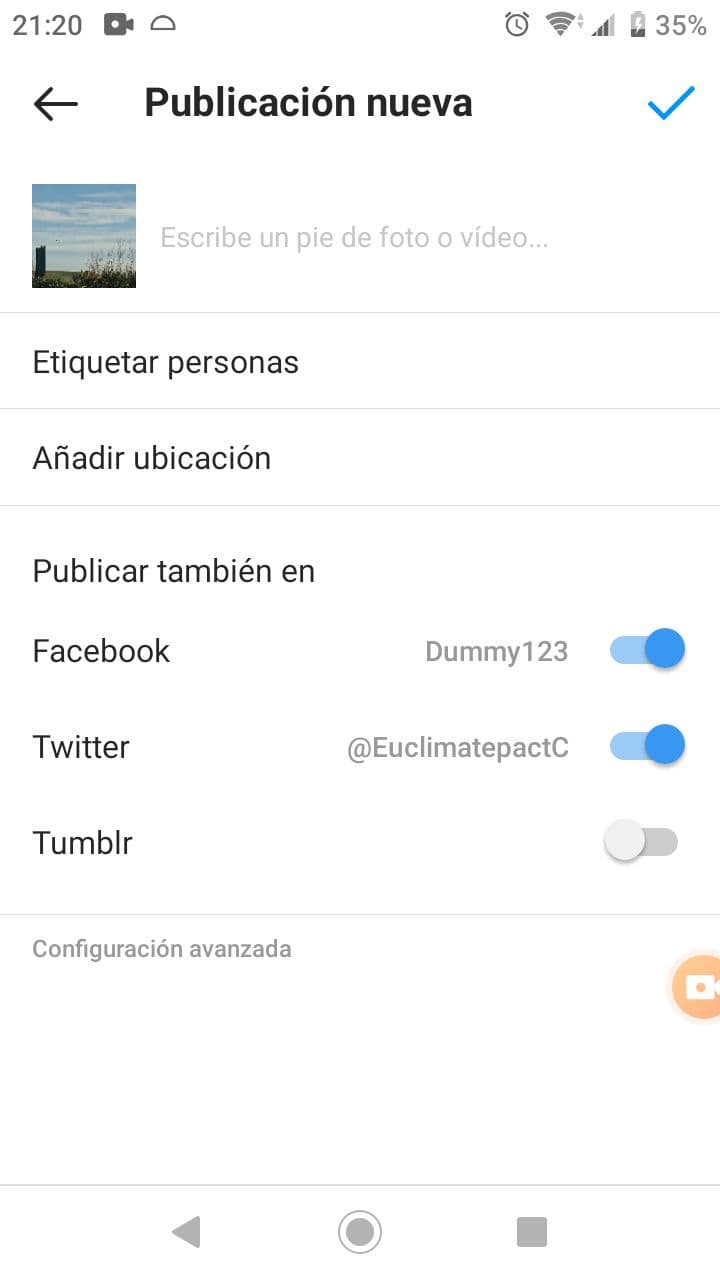 21:20 35%
Publicación nueva
Escribe un pie de foto o vídeo...
Etiquetar personas
Añadir ubicación
Publicar también en
Facebook Dummy123
Twitter @EuclimatepactC
Tumblr
Configuración avanzada